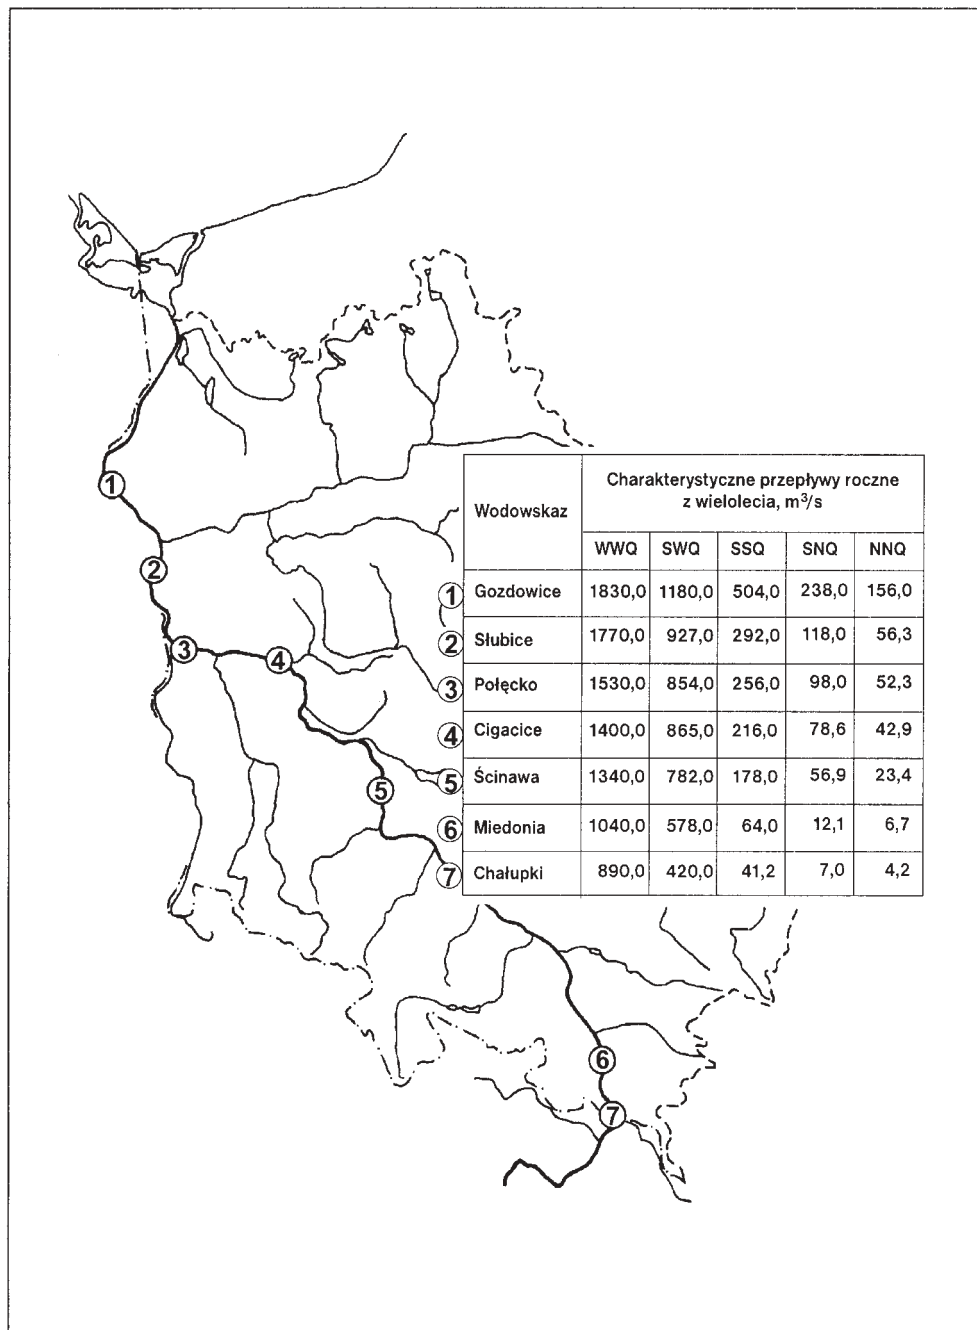 Wodowskaz
Charakterystyczne przepływy roczne
z wielolecia, m³/s
WWQ SWQ SSQ SNQ NNQ
1 Gozdowice 1830,0 1180,0 504,0 238,0 156,0
2 Słubice 1770,0 927,0 292,0 118,0 56,3
3 Połęcko 1530,0 854,0 256,0 98,0 52,3
4 Cigacice 1400,0 865,0 216,0 78,6 42,9
5 Ścinawa 1340,0 782,0 178,0 56,9 23,4
6 Miedonia 1040,0 578,0 64,0 12,1 6,7
7 Chałupki 890,0 420,0 41,2 7,0 4,2
1
2
3
4
5
6
7